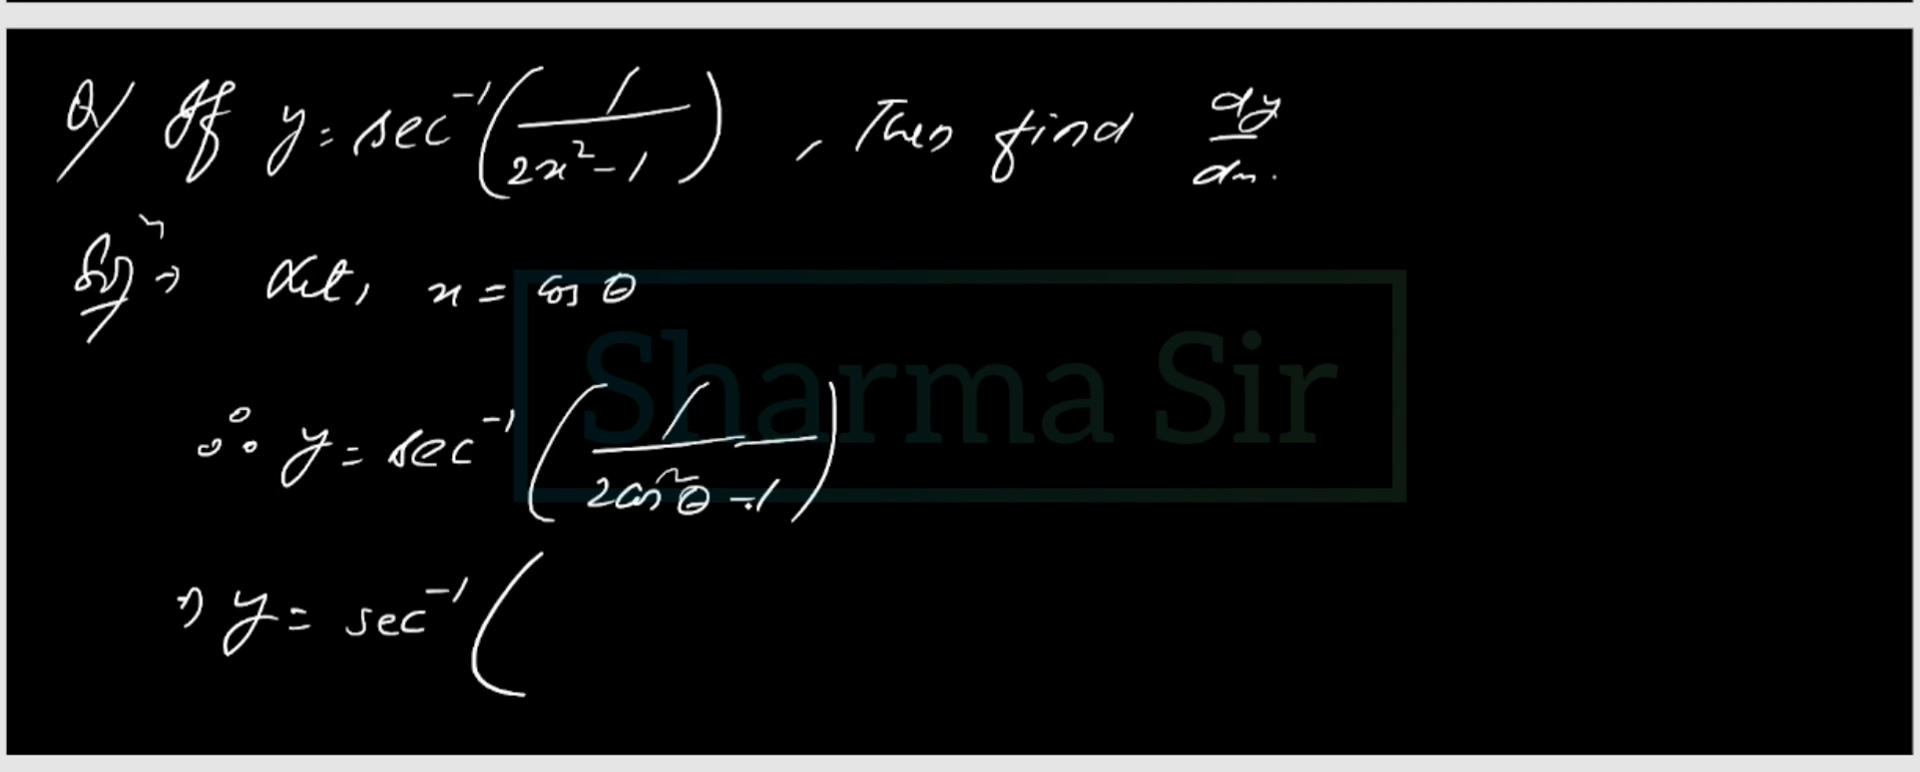 Q/ If y = sec⁻¹(1/(2x²-1)), Then find dy/dx.
Solⁿ → Let, x = cos θ
Sharma Sir
∴ y = sec⁻¹(1/(2cos²θ -1))
⇒ y = sec⁻¹(